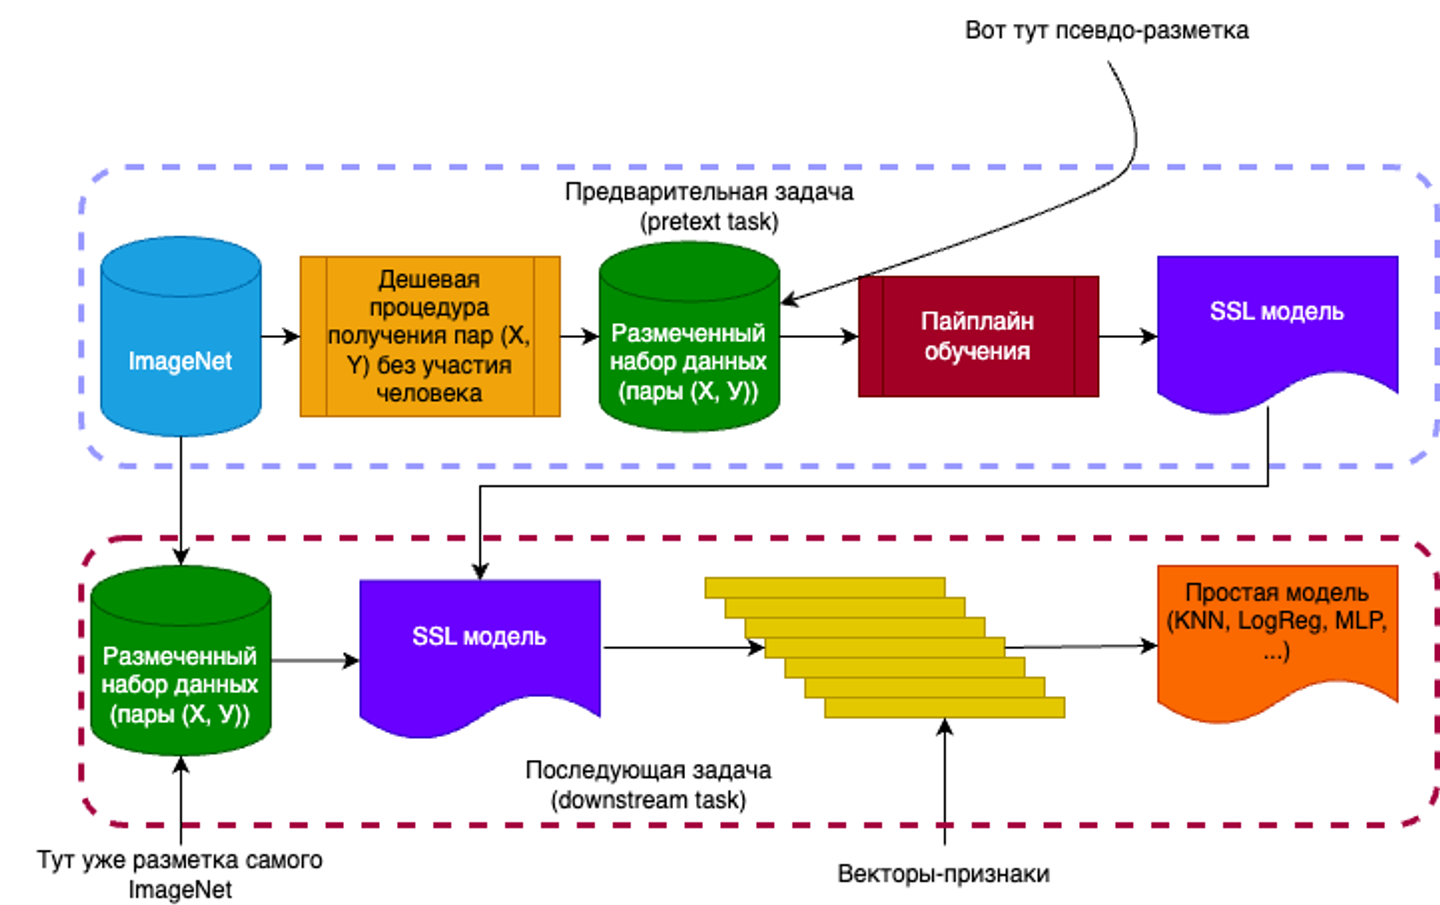 Вот тут псевдо-разметка
Предварительная задача
(pretext task)
ImageNet
Дешевая
процедура
получения пар (X,
Y) без участия
человека
Размеченный
набор данных
(пары (X, У))
Пайплайн
обучения
SSL модель
Размеченный
набор данных
(пары (X, У))
SSL модель
Простая модель
(KNN, LogReg, MLP,
...)
Последующая задача
(downstream task)
Тут уже разметка самого
ImageNet
Векторы-признаки